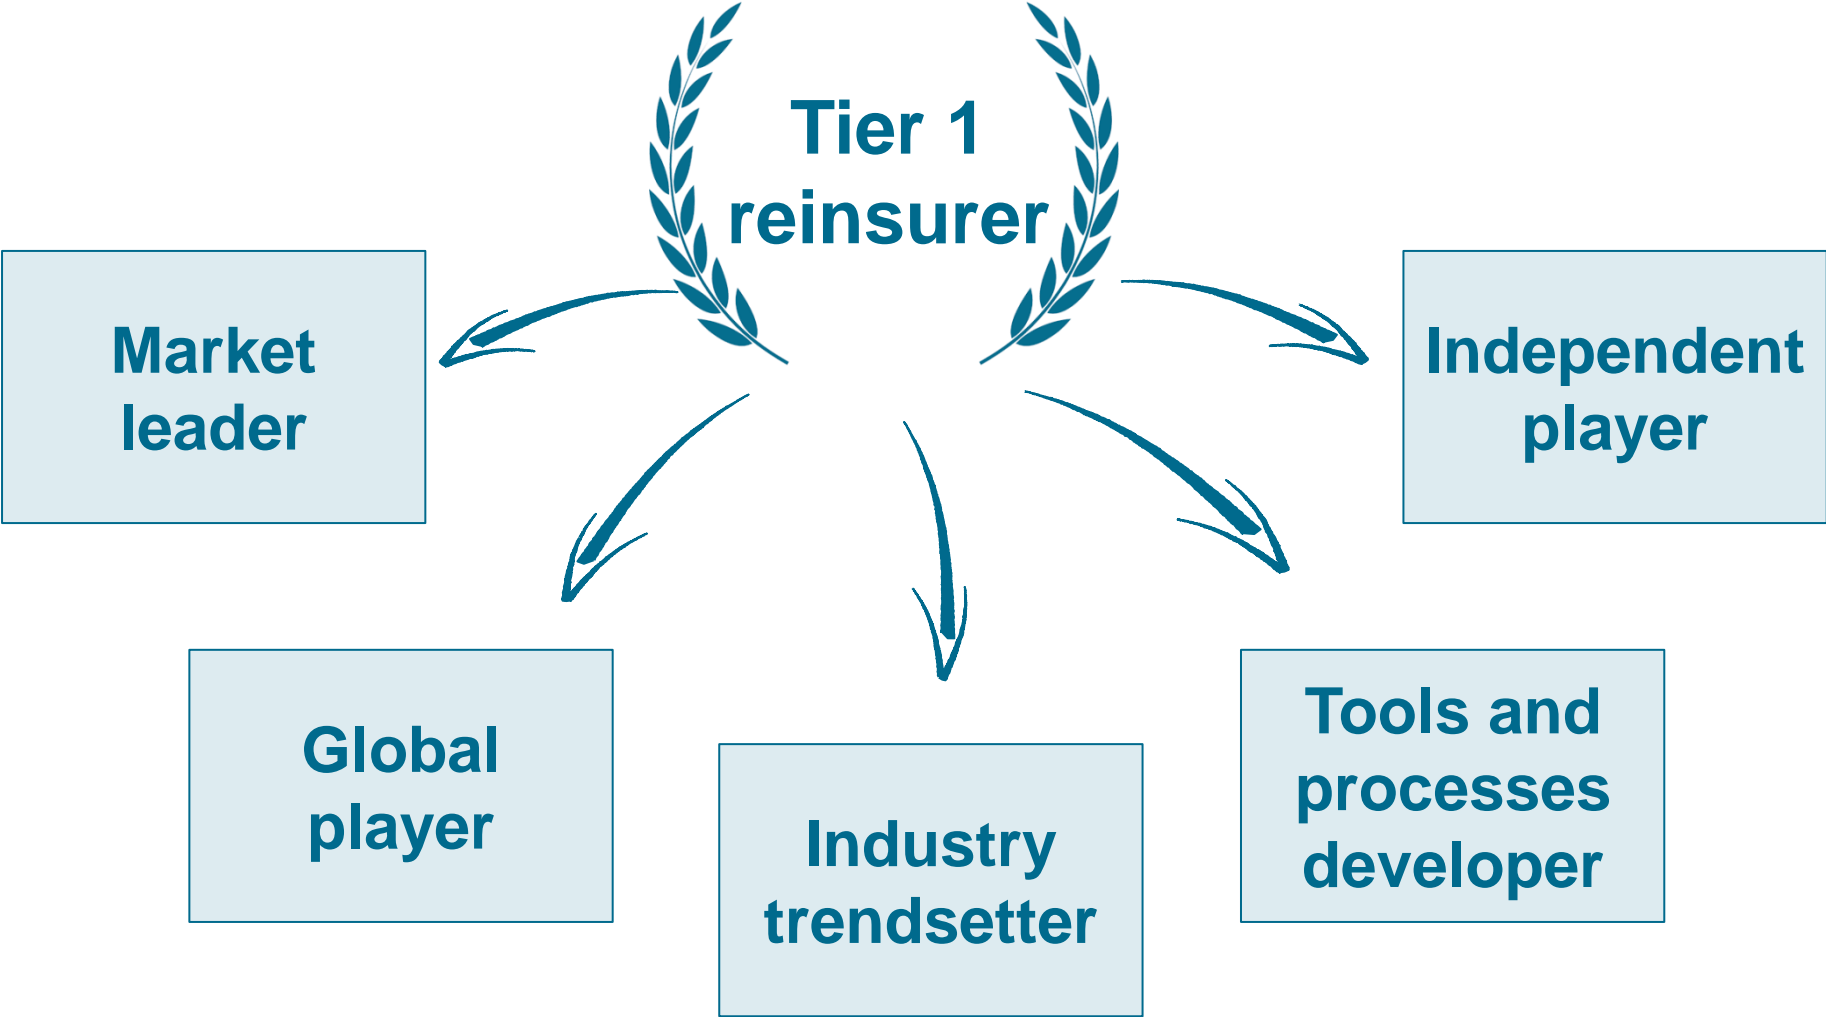 Tier 1
reinsurer
Market
leader
Independent
player
Global
player
Tools and
processes
developer
Industry
trendsetter